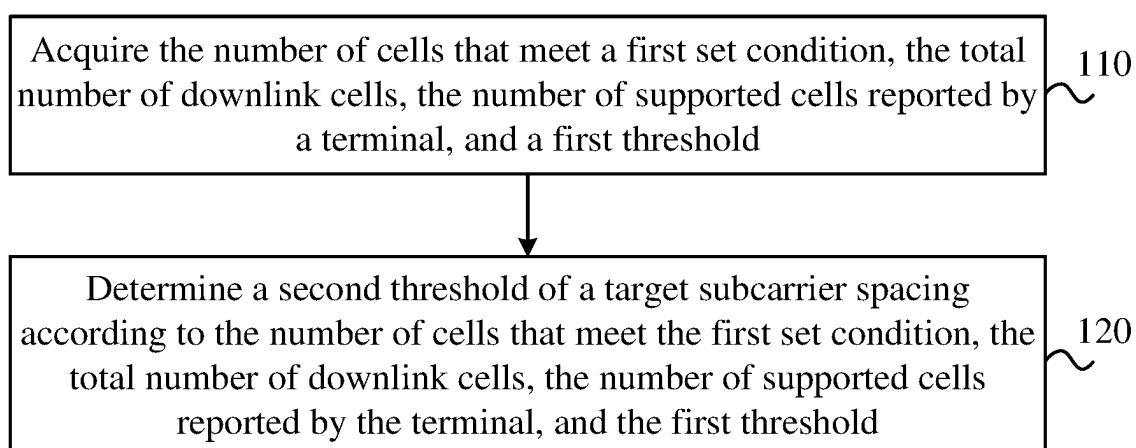 Acquire the number of cells that meet a first set condition, the total
number of downlink cells, the number of supported cells reported by
a terminal, and a first threshold
110
Determine a second threshold of a target subcarrier spacing
according to the number of cells that meet the first set condition, the
total number of downlink cells, the number of supported cells
reported by the terminal, and the first threshold
120